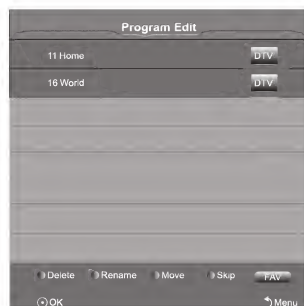 Program Edit
11 Home DTV
16 World DTV
Delete Rename Move Skip FAV
OK Menu